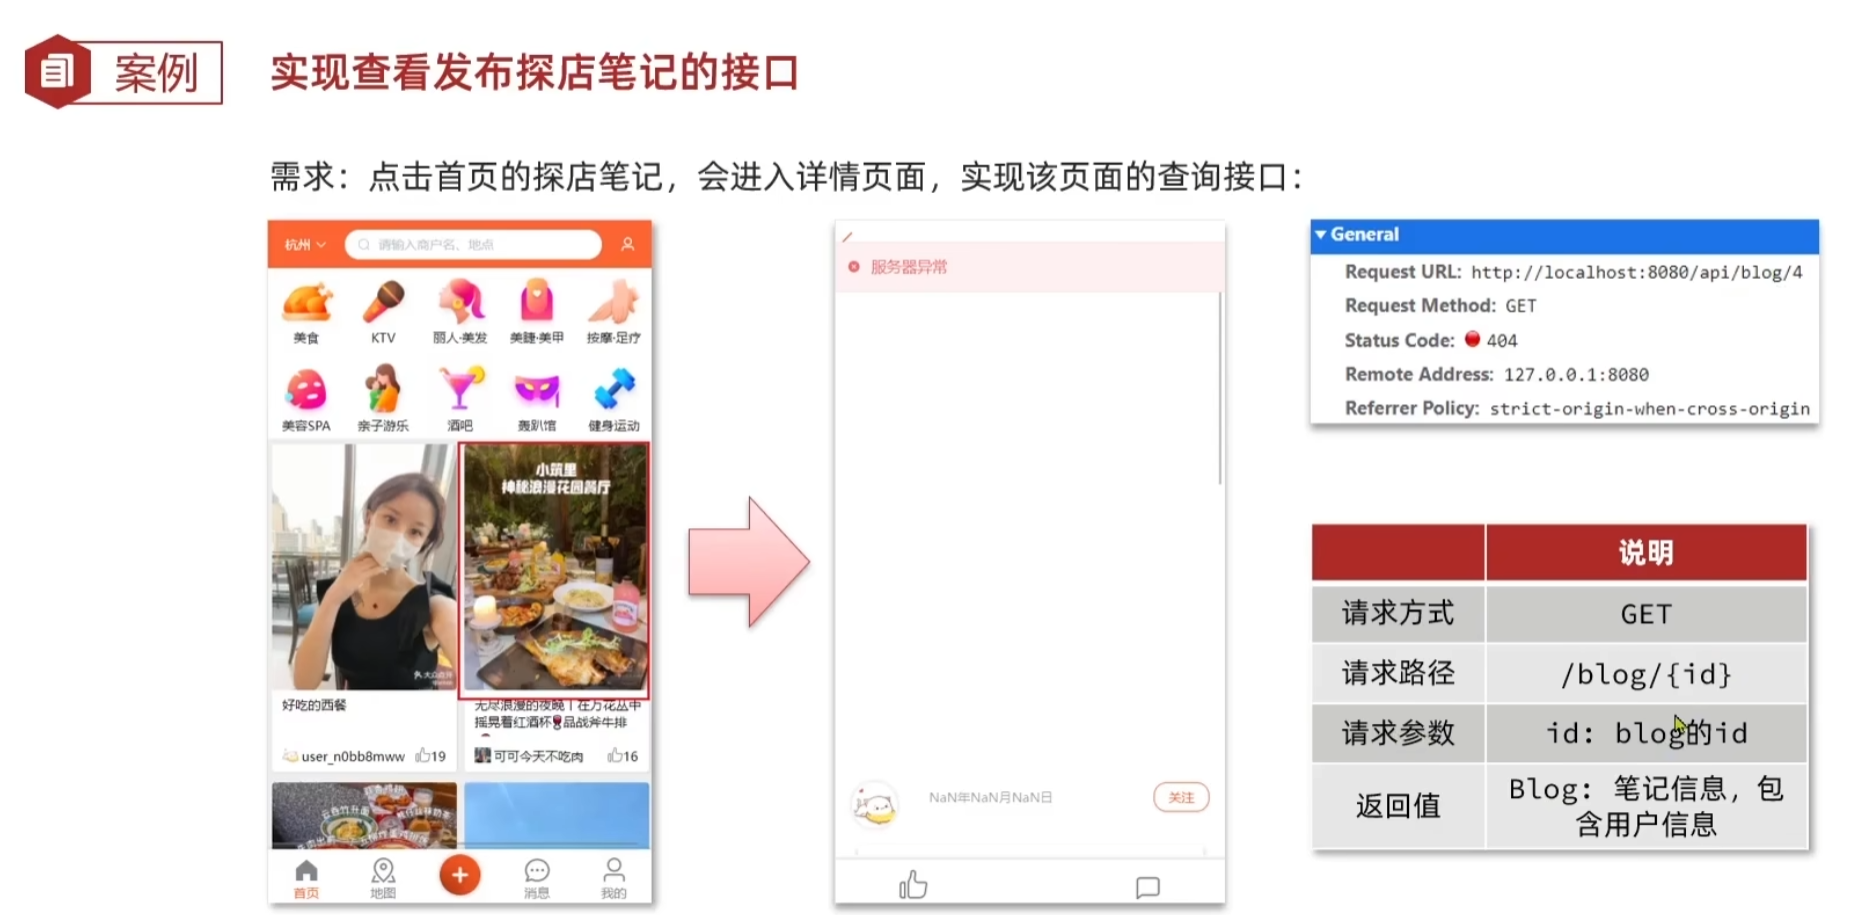 案例
实现查看发布探店笔记的接口
需求：点击首页的探店笔记，会进入详情页面，实现该页面的查询接口：
杭州
请输入商户名、地点
美食
KTV
丽人·美发
美睫·美甲
按摩·足疗
美容SPA
亲子游乐
酒吧
轰趴馆
健身运动
小筑里
神秘浪漫花园餐厅
好吃的西餐
无尽浪漫的夜晚丨在万花丛中
摇晃着红酒杯🍷品战斧牛排
user_n0bb8mww 19
可可今天不吃肉 16
首页
地图
消息
我的
服务器异常
NaN年NaN月NaN日
关注
General
Request URL: http://localhost:8080/api/blog/4
Request Method: GET
Status Code: 404
Remote Address: 127.0.0.1:8080
Referrer Policy: strict-origin-when-cross-origin
说明
请求方式 GET
请求路径 /blog/{id}
请求参数 id: blog的id
返回值 Blog: 笔记信息, 包
含用户信息